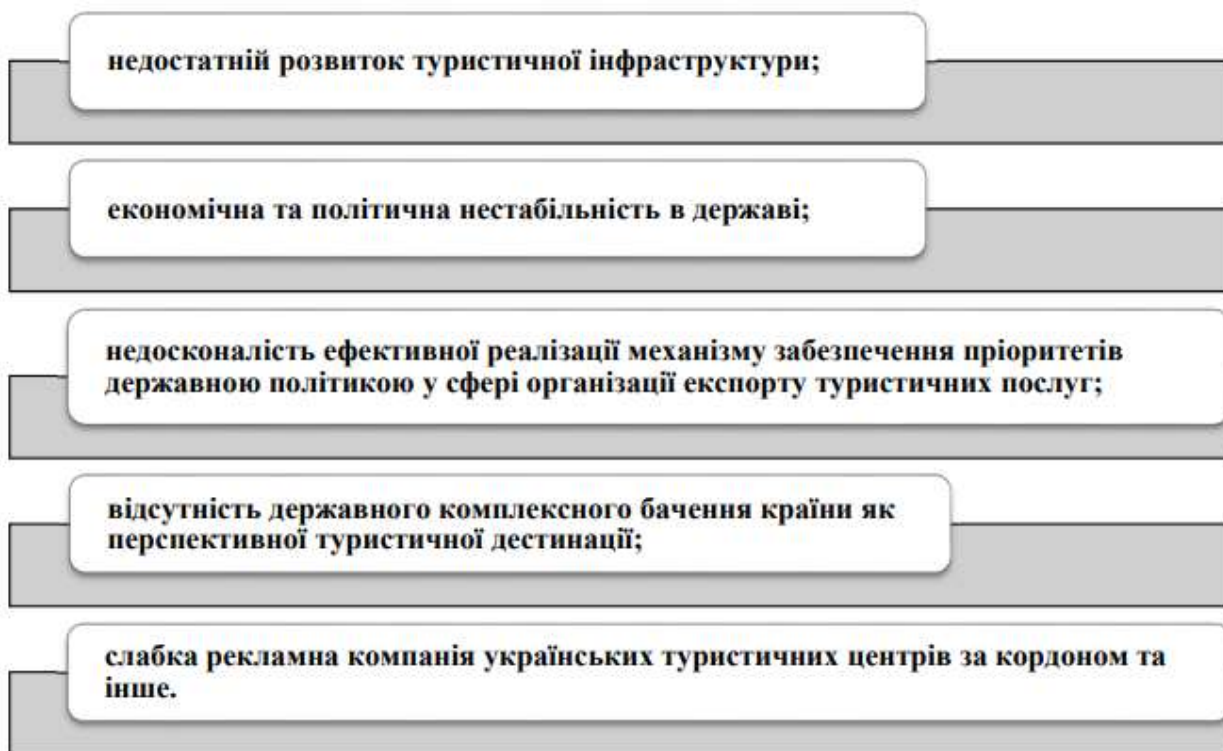 недостатній розвиток туристичної інфраструктури;
економічна та політична нестабільність в державі;
недосконалість ефективної реалізації механізму забезпечення пріоритетів
державною політикою у сфері організації експорту туристичних послуг;
відсутність державного комплексного бачення країни як
перспективної туристичної дестинації;
слабка рекламна компанія українських туристичних центрів за кордоном та
інше.